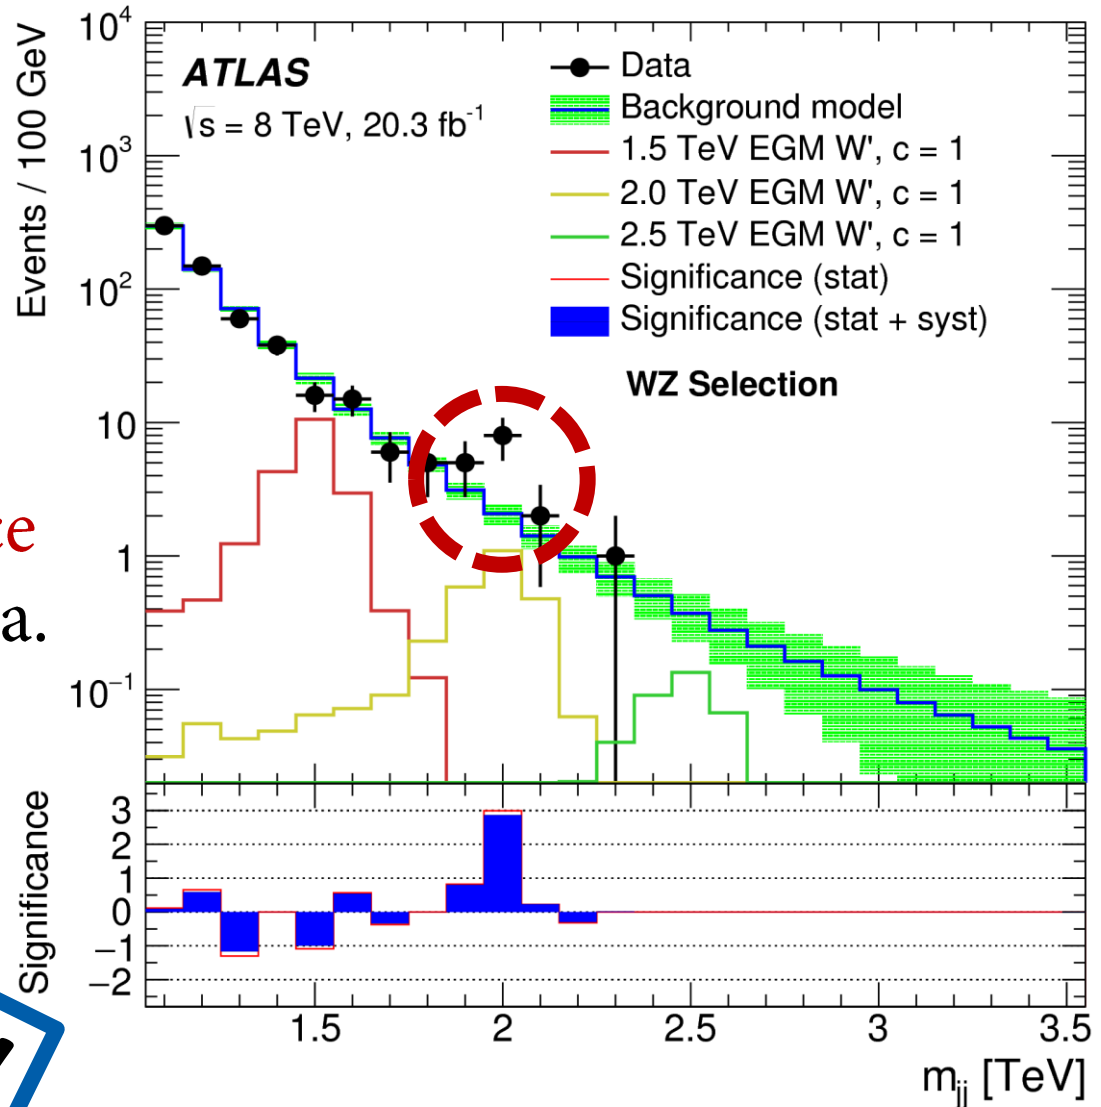 Events / 100 GeV
10⁴
10³
10²
10
1
10⁻¹
ATLAS
√s = 8 TeV, 20.3 fb⁻¹
Data
Background model
1.5 TeV EGM W', c = 1
2.0 TeV EGM W', c = 1
2.5 TeV EGM W', c = 1
Significance (stat)
Significance (stat + syst)
WZ Selection
a.
Significance
3
2
1
0
−1
−2
1.5 2 2.5 3 3.5
m_jj [TeV]